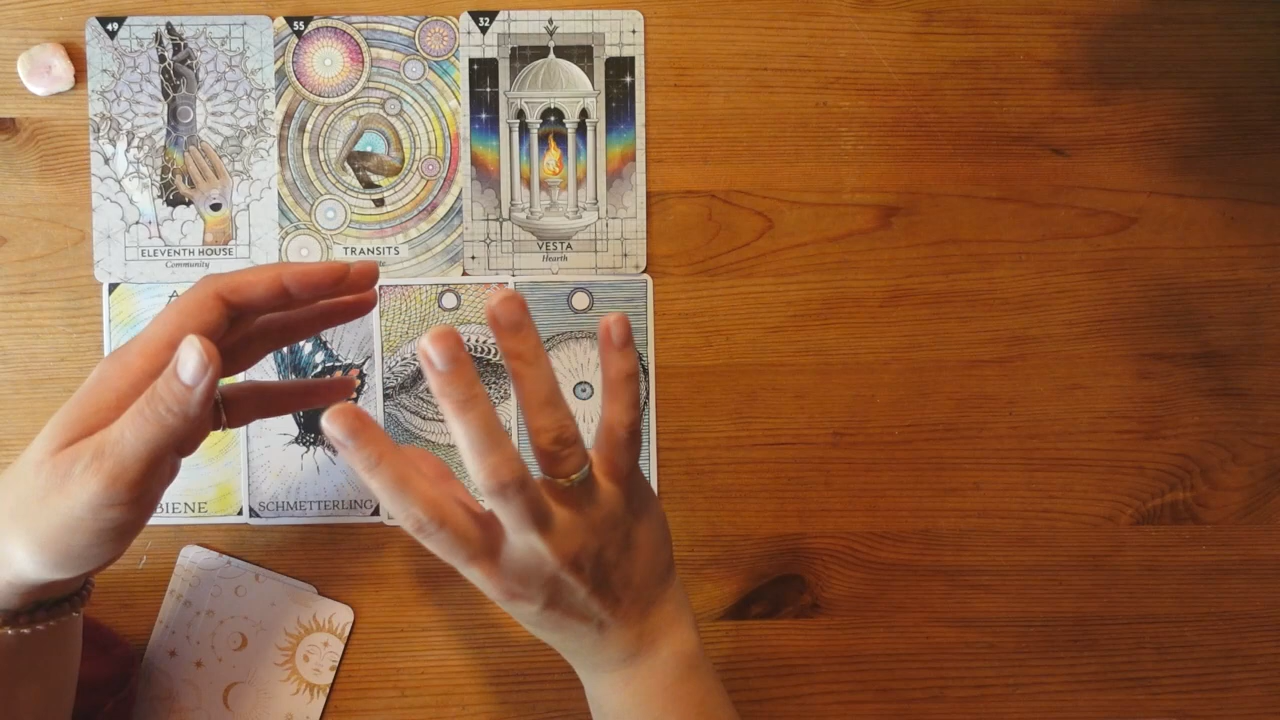 49
55
32
ELEVENTH HOUSE
Community
TRANSITS
VESTA
Hearth
BIENE
SCHMETTERLING